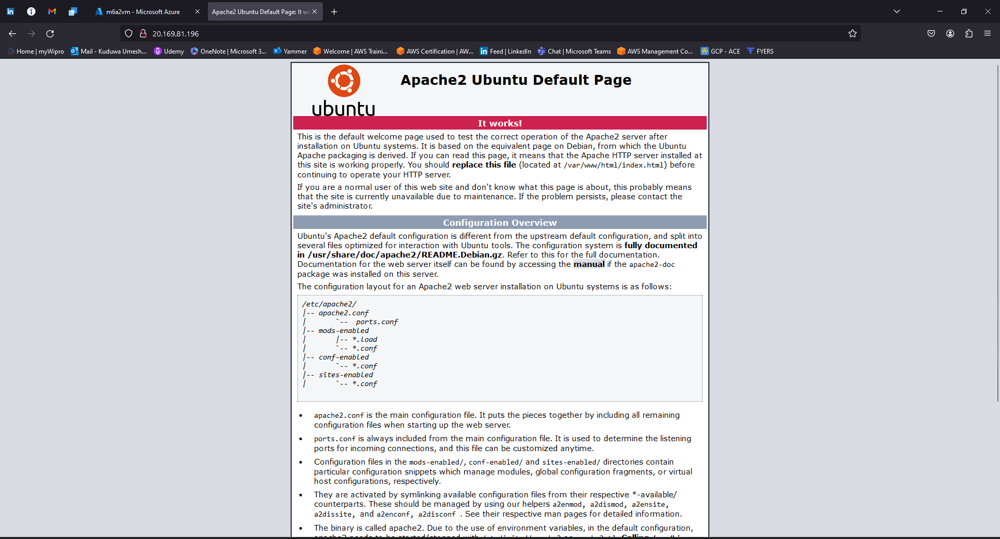 m6a2vm - Microsoft Azure
Apache2 Ubuntu Default Page: It wo
20.169.81.196
Home | myWipro
Mail - Kuduwa Umesh...
Udemy
OneNote | Microsoft 3...
Yammer
Welcome | AWS Traini...
AWS Certification | AW...
Feed | LinkedIn
Chat | Microsoft Teams
AWS Management Co...
GCP - ACE
FYERS
ubuntu
Apache2 Ubuntu Default Page
It works!
This is the default welcome page used to test the correct operation of the Apache2 server after
installation on Ubuntu systems. It is based on the equivalent page on Debian, from which the Ubuntu
Apache packaging is derived. If you can read this page, it means that the Apache HTTP server installed at
this site is working properly. You should replace this file (located at /var/www/html/index.html) before
continuing to operate your HTTP server.
If you are a normal user of this web site and don't know what this page is about, this probably means
that the site is currently unavailable due to maintenance. If the problem persists, please contact the
site's administrator.
Configuration Overview
Ubuntu's Apache2 default configuration is different from the upstream default configuration, and split into
several files optimized for interaction with Ubuntu tools. The configuration system is fully documented
in /usr/share/doc/apache2/README.Debian.gz. Refer to this for the full documentation.
Documentation for the web server itself can be found by accessing the manual if the apache2-doc
package was installed on this server.
The configuration layout for an Apache2 web server installation on Ubuntu systems is as follows:
/etc/apache2/
|-- apache2.conf
|       `--  ports.conf
|-- mods-enabled
|       |-- *.load
|       `-- *.conf
|-- conf-enabled
|       `-- *.conf
|-- sites-enabled
|       `-- *.conf
• apache2.conf is the main configuration file. It puts the pieces together by including all remaining
configuration files when starting up the web server.
• ports.conf is always included from the main configuration file. It is used to determine the listening
ports for incoming connections, and this file can be customized anytime.
• Configuration files in the mods-enabled/, conf-enabled/ and sites-enabled/ directories contain
particular configuration snippets which manage modules, global configuration fragments, or virtual
host configurations, respectively.
• They are activated by symlinking available configuration files from their respective *-available/
counterparts. These should be managed by using our helpers a2enmod, a2dismod, a2ensite,
a2dissite, and a2enconf, a2disconf . See their respective man pages for detailed information.
• The binary is called apache2. Due to the use of environment variables, in the default configuration,